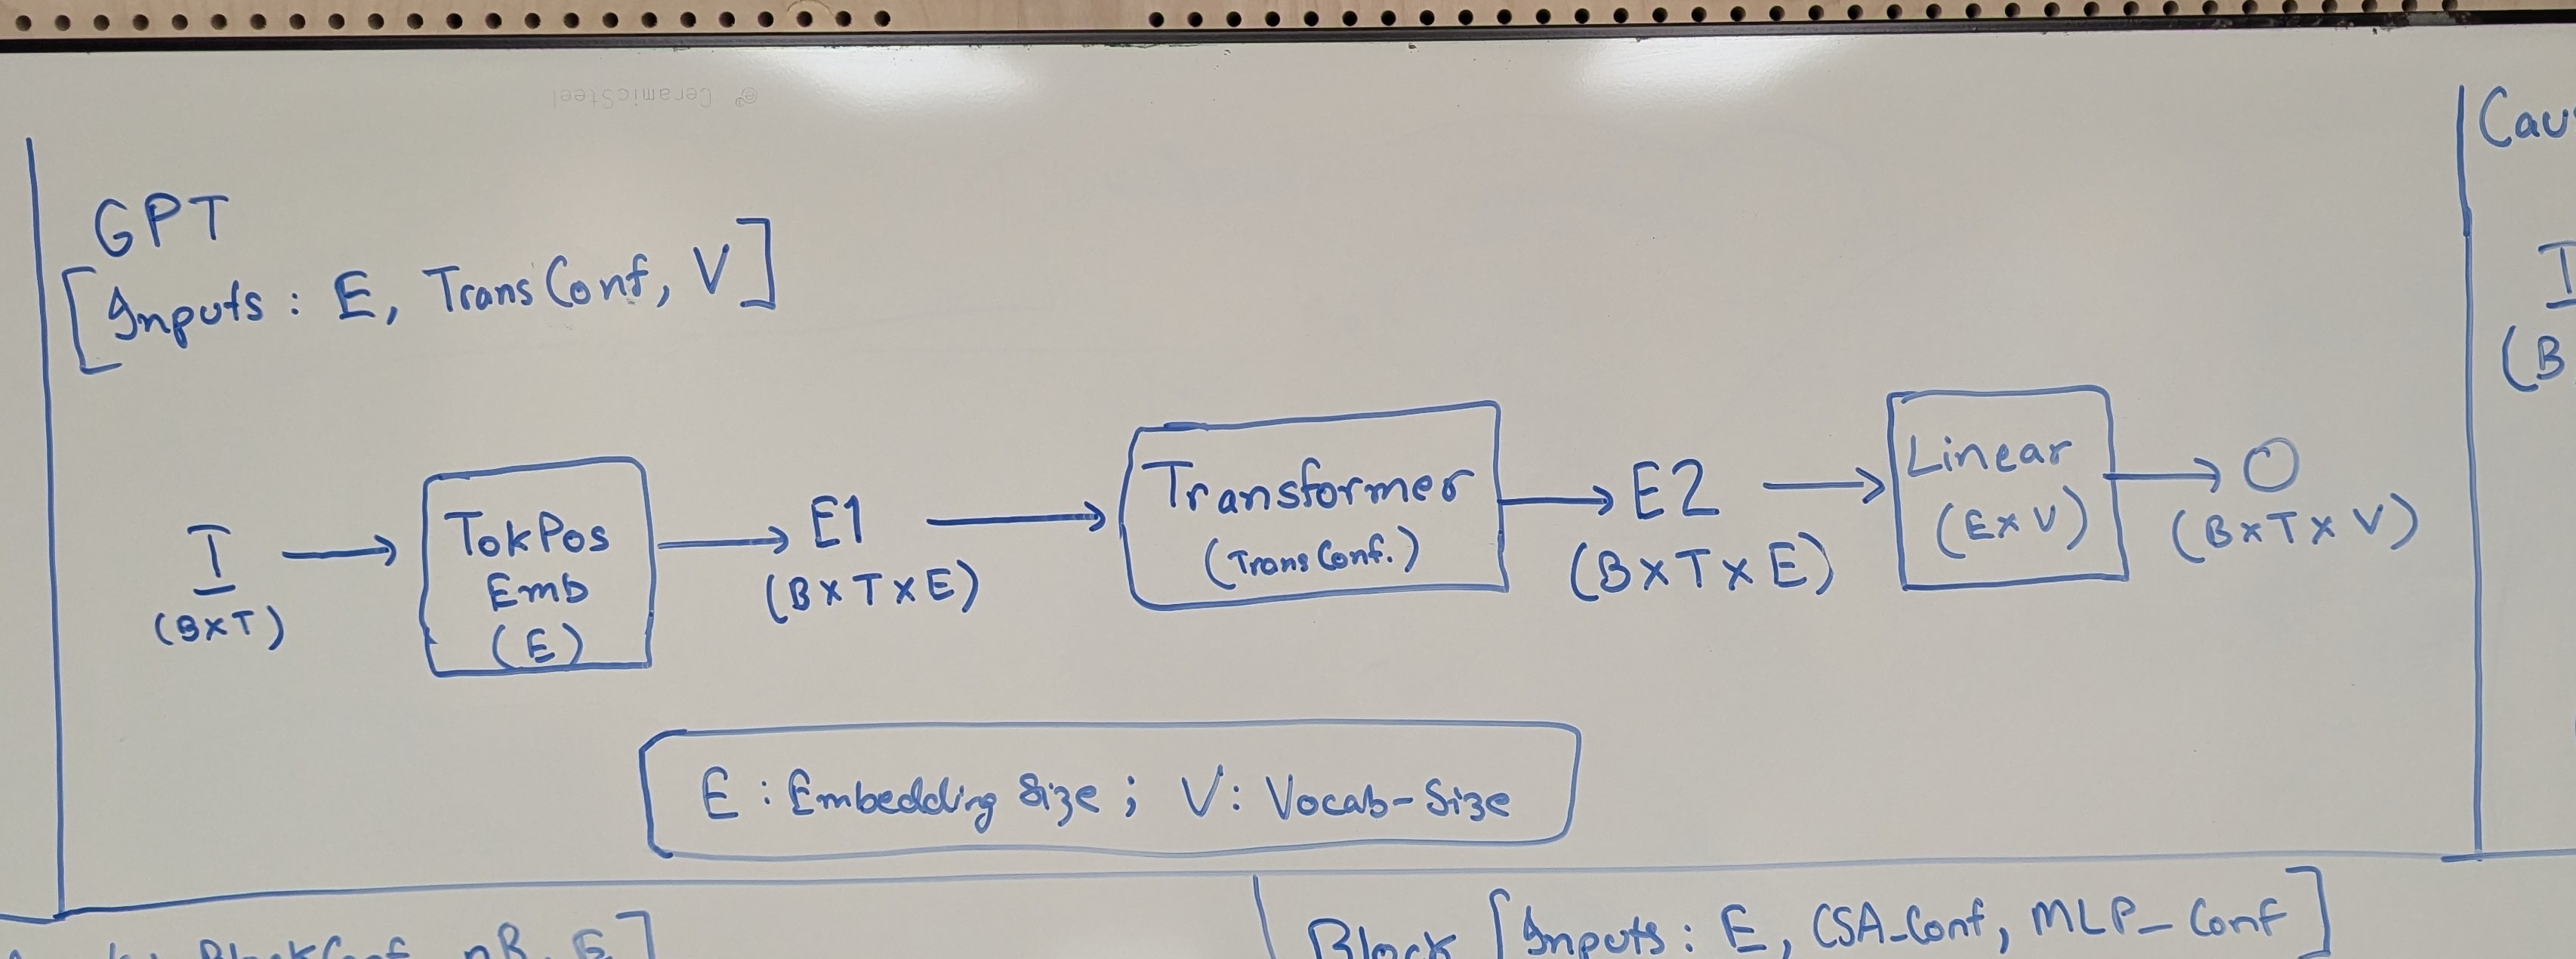 CeramicSteel
GPT
[Inputs: E, TransConf, V]
I
(B×T)
TokPos
Emb
(E)
E1
(B×T×E)
Transformer
(TransConf.)
E2
(B×T×E)
Linear
(E×V)
O
(B×T×V)
E : Embedding Size ; V : Vocab-Size
Cau
I
(B
BlockConf, nB, E]
Block [Inputs: E, CSA_Conf, MLP_Conf]